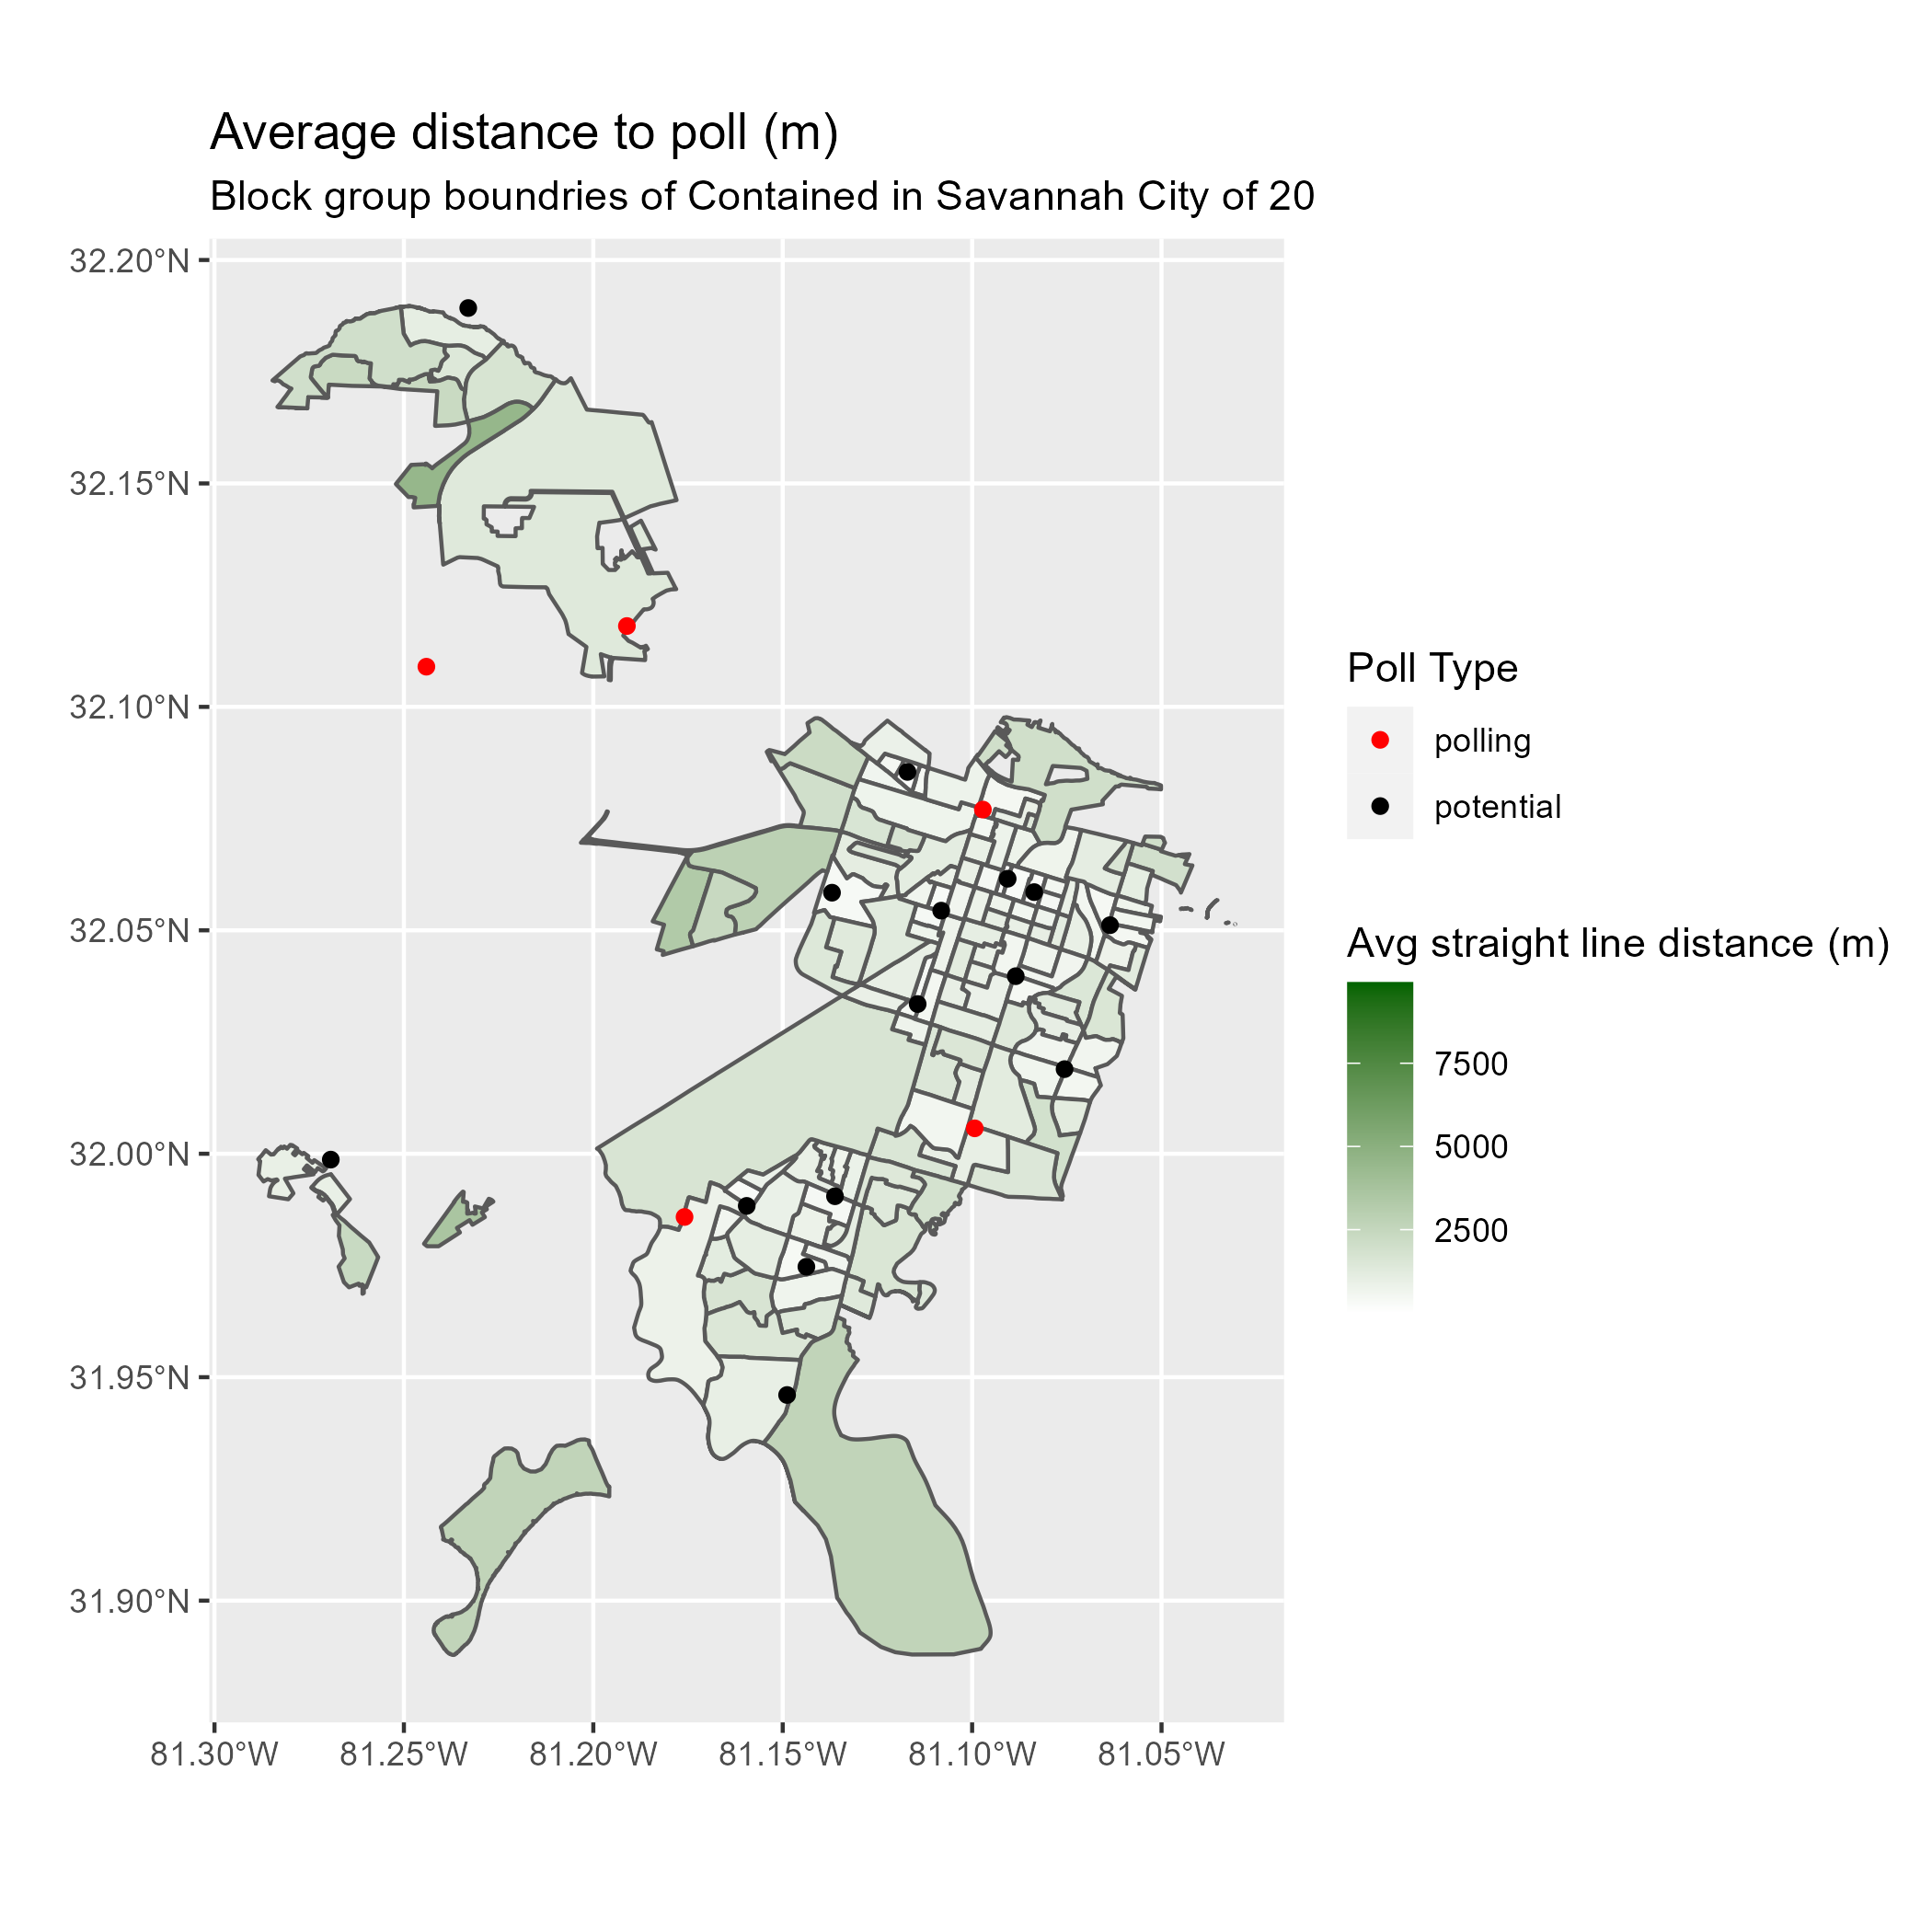 Average distance to poll (m)
Block group boundries of Contained in Savannah City of 20
32.20°N
32.15°N
32.10°N
32.05°N
32.00°N
31.95°N
31.90°N
81.30°W
81.25°W
81.20°W
81.15°W
81.10°W
81.05°W
Poll Type
polling
potential
Avg straight line distance (m)
7500
5000
2500